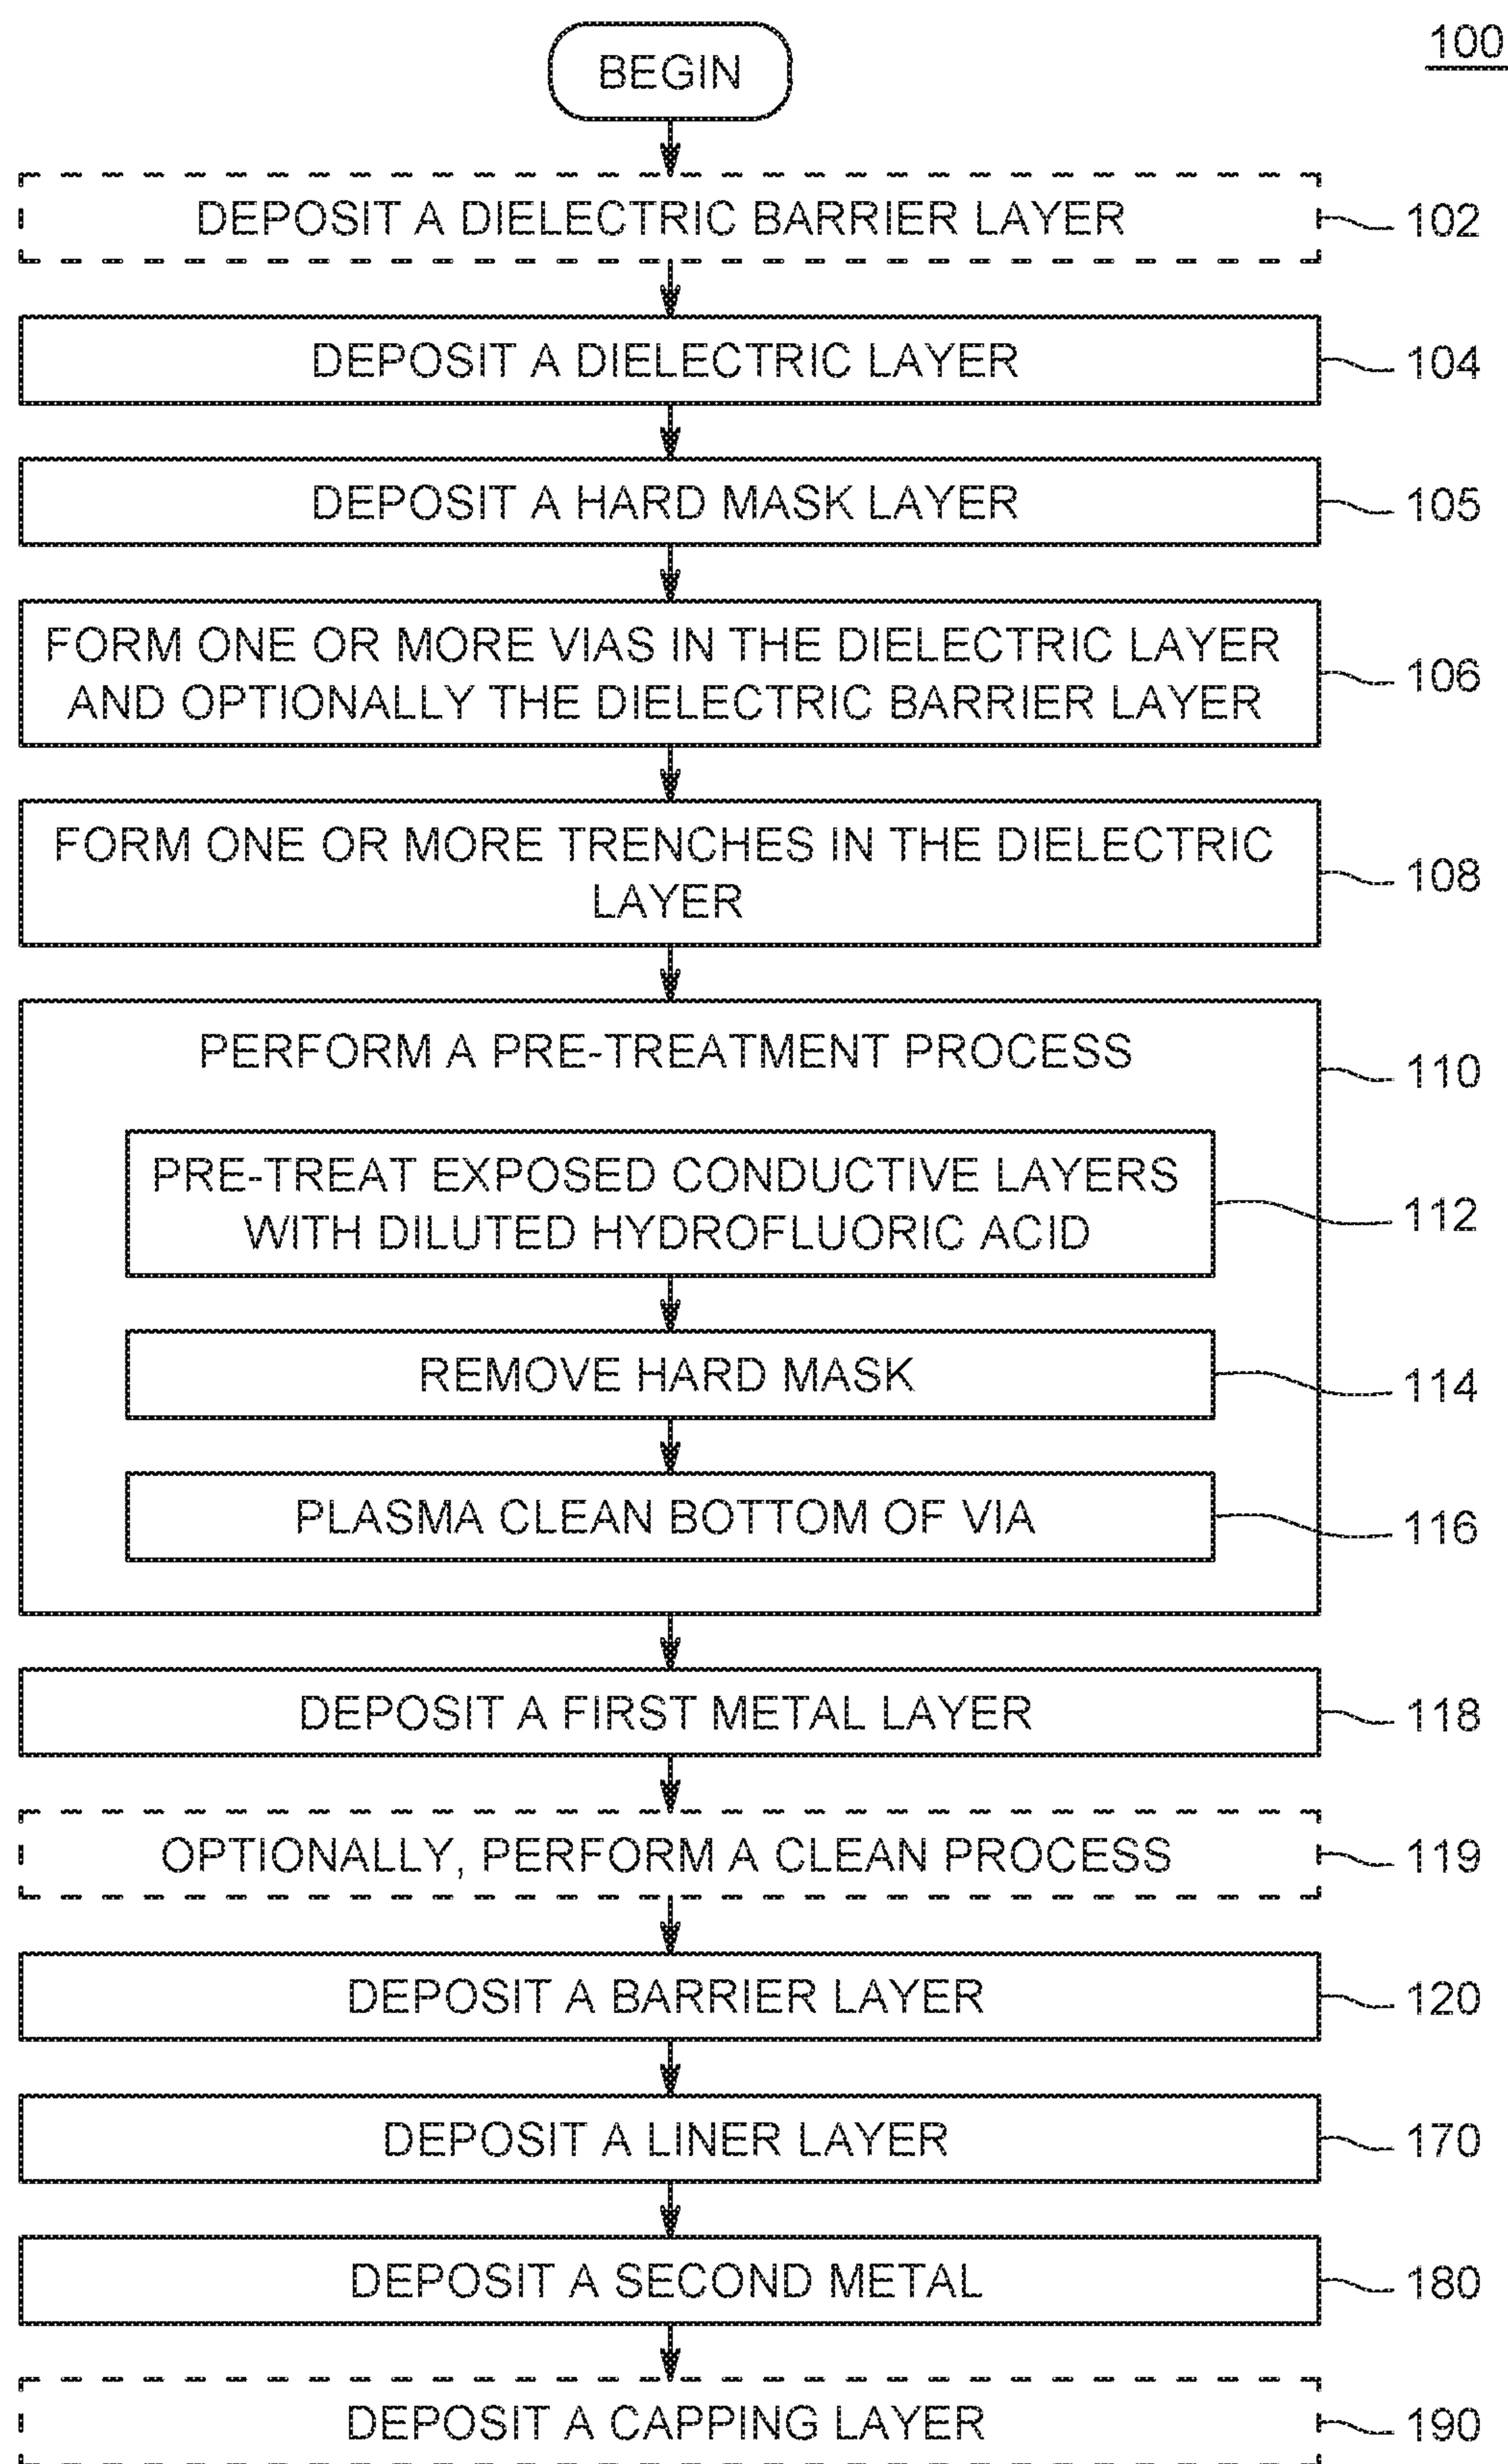 100
BEGIN
DEPOSIT A DIELECTRIC BARRIER LAYER
102
DEPOSIT A DIELECTRIC LAYER
104
DEPOSIT A HARD MASK LAYER
105
FORM ONE OR MORE VIAS IN THE DIELECTRIC LAYER
AND OPTIONALLY THE DIELECTRIC BARRIER LAYER
106
FORM ONE OR MORE TRENCHES IN THE DIELECTRIC
LAYER
108
PERFORM A PRE-TREATMENT PROCESS
110
PRE-TREAT EXPOSED CONDUCTIVE LAYERS
WITH DILUTED HYDROFLUORIC ACID
112
REMOVE HARD MASK
114
PLASMA CLEAN BOTTOM OF VIA
116
DEPOSIT A FIRST METAL LAYER
118
OPTIONALLY, PERFORM A CLEAN PROCESS
119
DEPOSIT A BARRIER LAYER
120
DEPOSIT A LINER LAYER
170
DEPOSIT A SECOND METAL
180
DEPOSIT A CAPPING LAYER
190